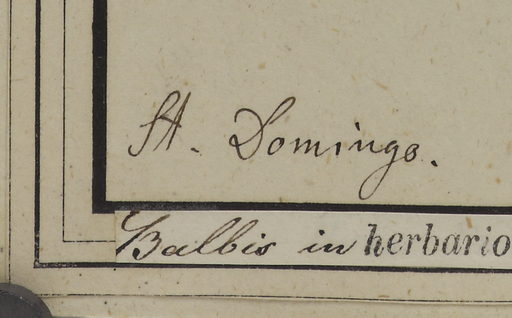 St. Domingo.
Balbis in herbario